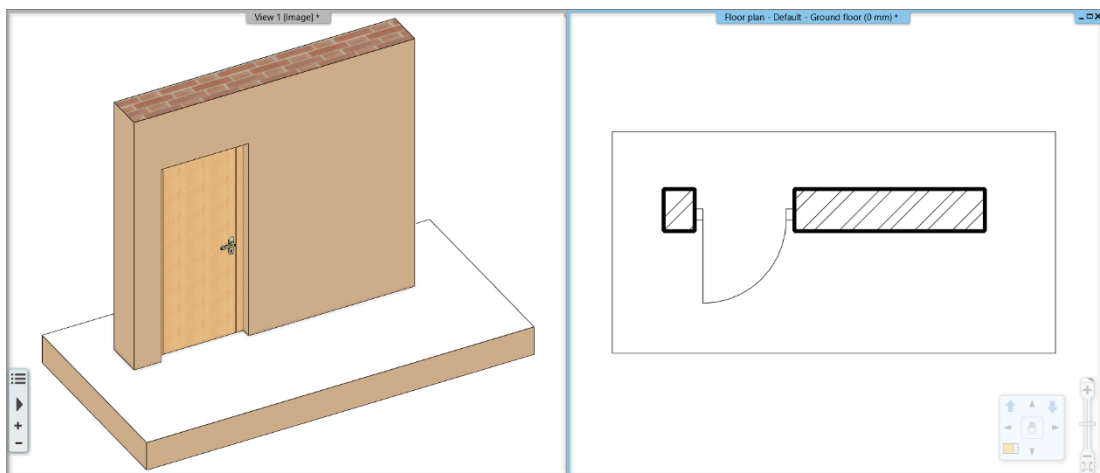 View 1 [Image] *
Floor plan - Default - Ground floor (0 mm) *